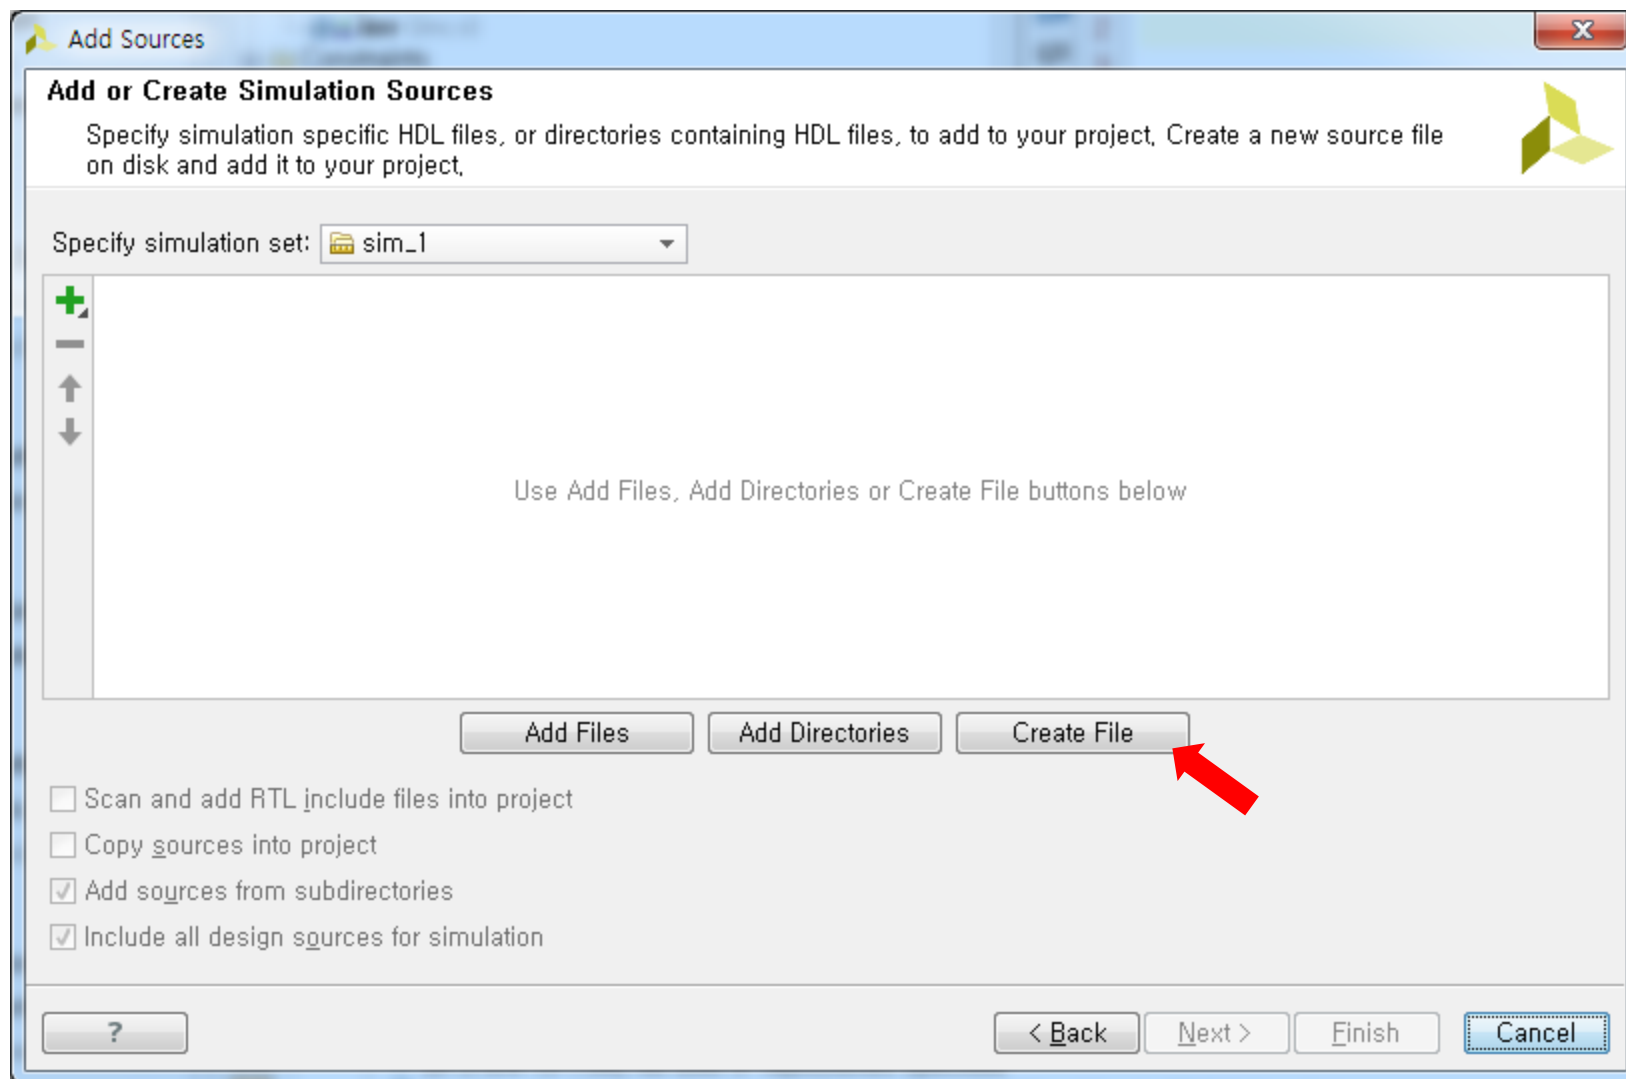 Add Sources
Add or Create Simulation Sources
Specify simulation specific HDL files, or directories containing HDL files, to add to your project, Create a new source file
on disk and add it to your project,
Specify simulation set: sim_1
Use Add Files, Add Directories or Create File buttons below
Add Files Add Directories Create File
Scan and add RTL include files into project
Copy sources into project
Add sources from subdirectories
Include all design sources for simulation
? < Back Next > Finish Cancel